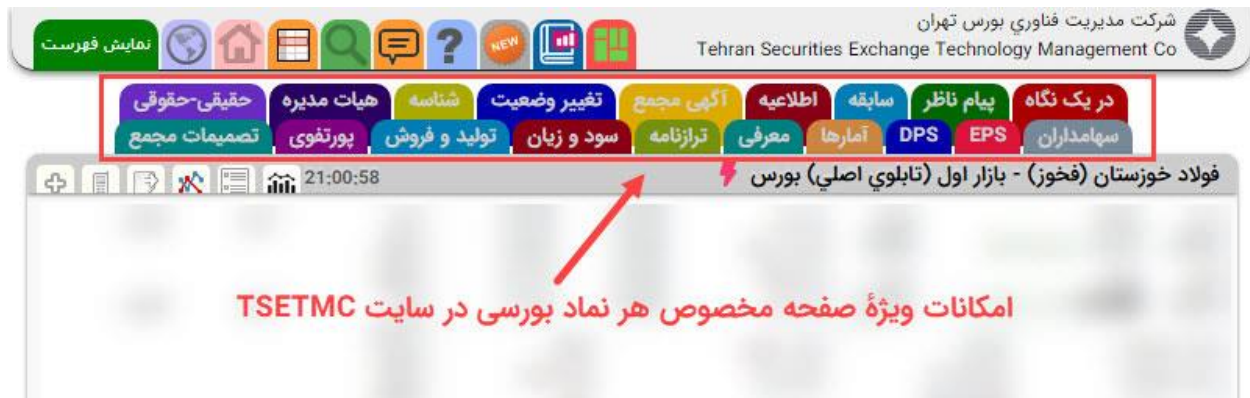 شركت مديريت فناوري بورس تهران
Tehran Securities Exchange Technology Management Co
NEW
?
نمایش فهرست
در یک نگاه پیام ناظر سابقه اطلاعیه آگهی مجمع تغییر وضعیت شناسه هیات مدیره حقیقی-حقوقی
سهامداران EPS DPS آمارها معرفی ترازنامه سود و زیان تولید و فروش پورتفوی تصمیمات مجمع
فولاد خوزستان (فخوز) - بازار اول (تابلوي اصلي) بورس
21:00:58
امکانات ویژهٔ صفحه مخصوص هر نماد بورسی در سایت TSETMC